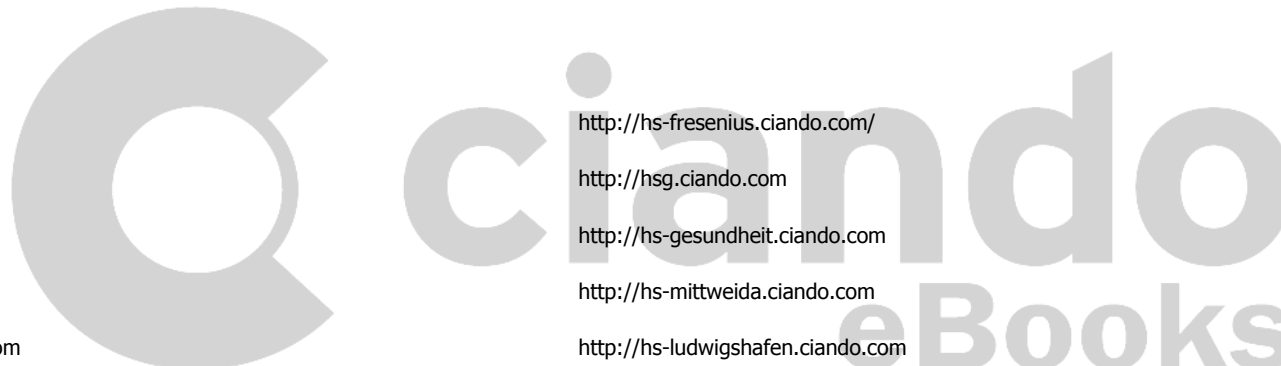 ciando
eBooks
http://hs-fresenius.ciando.com/
http://hsg.ciando.com
http://hs-gesundheit.ciando.com
http://hs-mittweida.ciando.com
om
http://hs-ludwigshafen.ciando.com